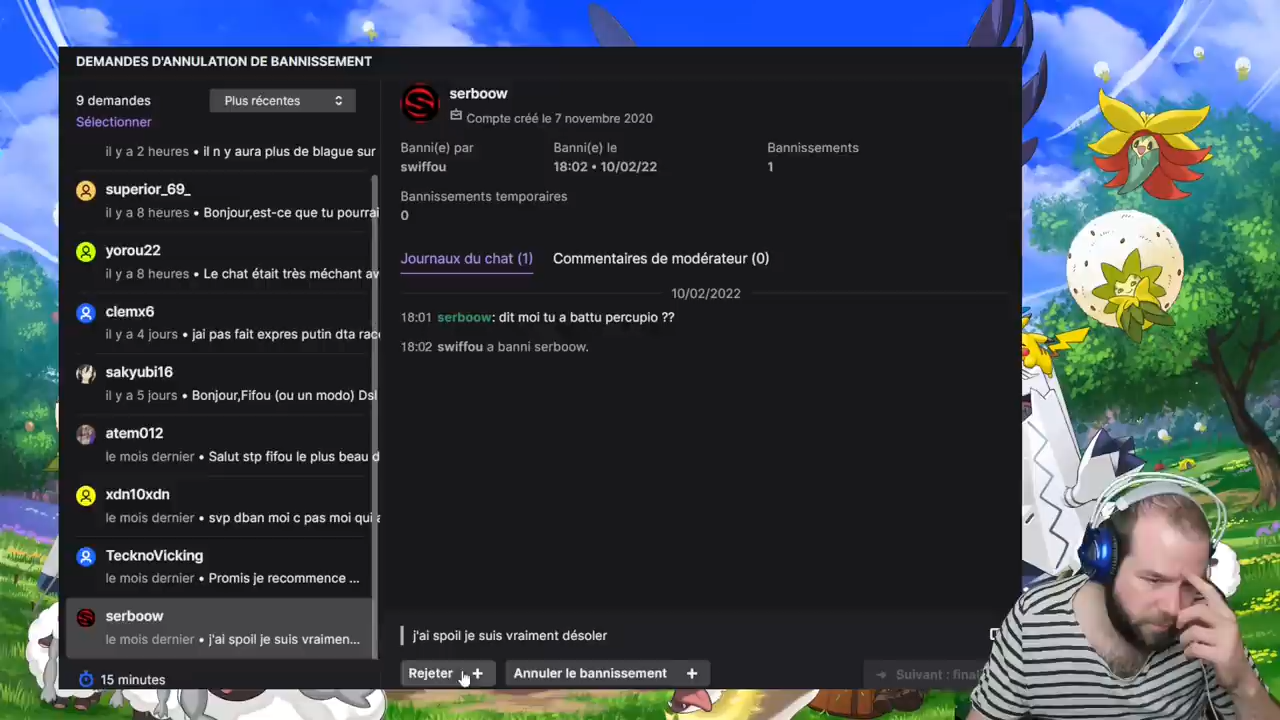 DEMANDES D'ANNULATION DE BANNISSEMENT
9 demandes
Plus récentes
Sélectionner
il y a 2 heures • il n y aura plus de blague sur
superior_69_
il y a 8 heures • Bonjour,est-ce que tu pourrai
yorou22
il y a 8 heures • Le chat était très méchant av
clemx6
il y a 4 jours • jai pas fait expres putin dta rac
sakyubi16
il y a 5 jours • Bonjour,Fifou (ou un modo) Dsl
atem012
le mois dernier • Salut stp fifou le plus beau d
xdn10xdn
le mois dernier • svp dban moi c pas moi qui a
TecknoVicking
le mois dernier • Promis je recommence ...
serboow
le mois dernier • j'ai spoil je suis vraimen...
15 minutes
serboow
Compte créé le 7 novembre 2020
Banni(e) par
swiffou
Banni(e) le
18:02 • 10/02/22
Bannissements
1
Bannissements temporaires
0
Journaux du chat (1)
Commentaires de modérateur (0)
10/02/2022
18:01 serboow: dit moi tu a battu percupio ??
18:02 swiffou a banni serboow.
j'ai spoil je suis vraiment désoler
Rejeter +
Annuler le bannissement +
Suivant : final